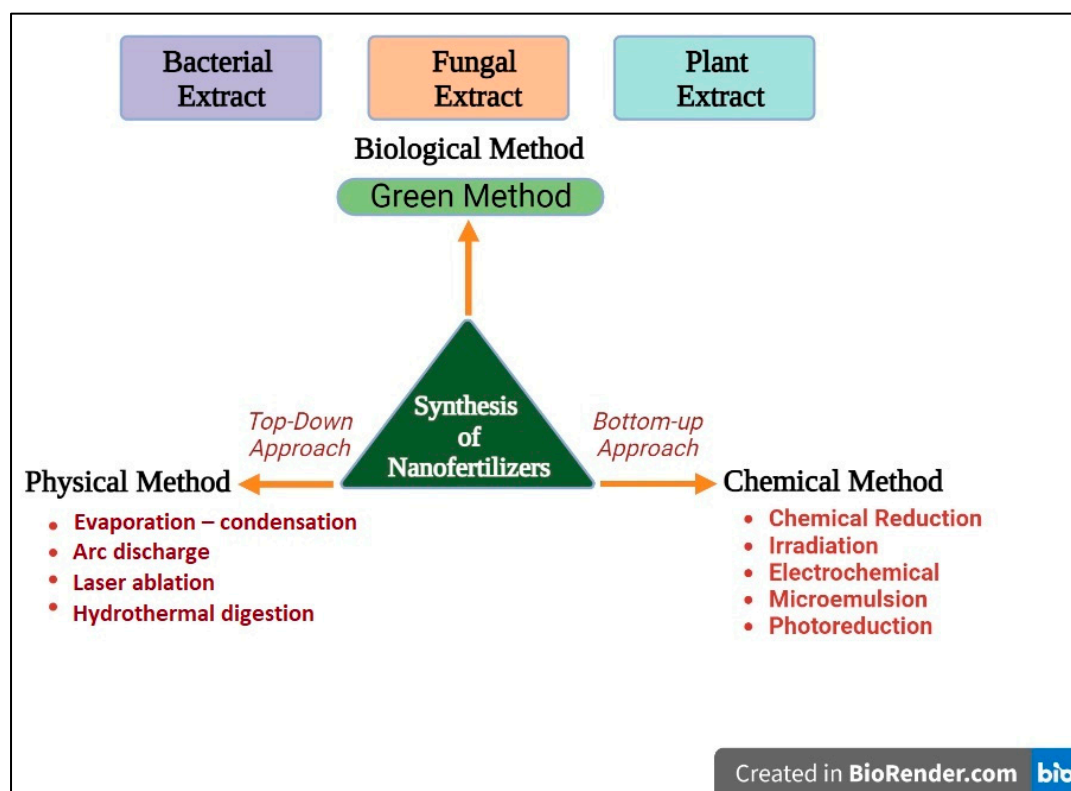 Bacterial
Extract
Fungal
Extract
Plant
Extract
Biological Method
Green Method
Synthesis
of
Nanofertilizers
Top-Down
Approach
Bottom-up
Approach
Physical Method
• Evaporation – condensation
• Arc discharge
• Laser ablation
• Hydrothermal digestion
Chemical Method
• Chemical Reduction
• Irradiation
• Electrochemical
• Microemulsion
• Photoreduction
Created in BioRender.com bio